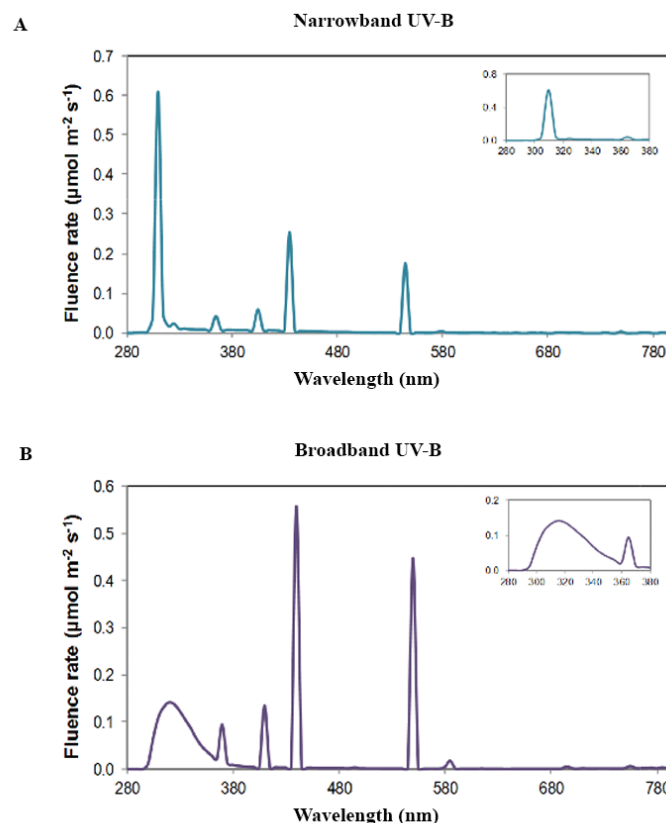 A
Narrowband UV-B
Fluence rate (µmol m⁻² s⁻¹)
0.7
0.6
0.5
0.4
0.3
0.2
0.1
0.0
280 380 480 580 680 780
Wavelength (nm)
0.8
0.4
0.0
280 300 320 340 360 380
B
Broadband UV-B
Fluence rate (µmol m⁻² s⁻¹)
0.6
0.5
0.4
0.3
0.2
0.1
0.0
280 380 480 580 680 780
Wavelength (nm)
0.2
0.1
0.0
280 300 320 340 360 380